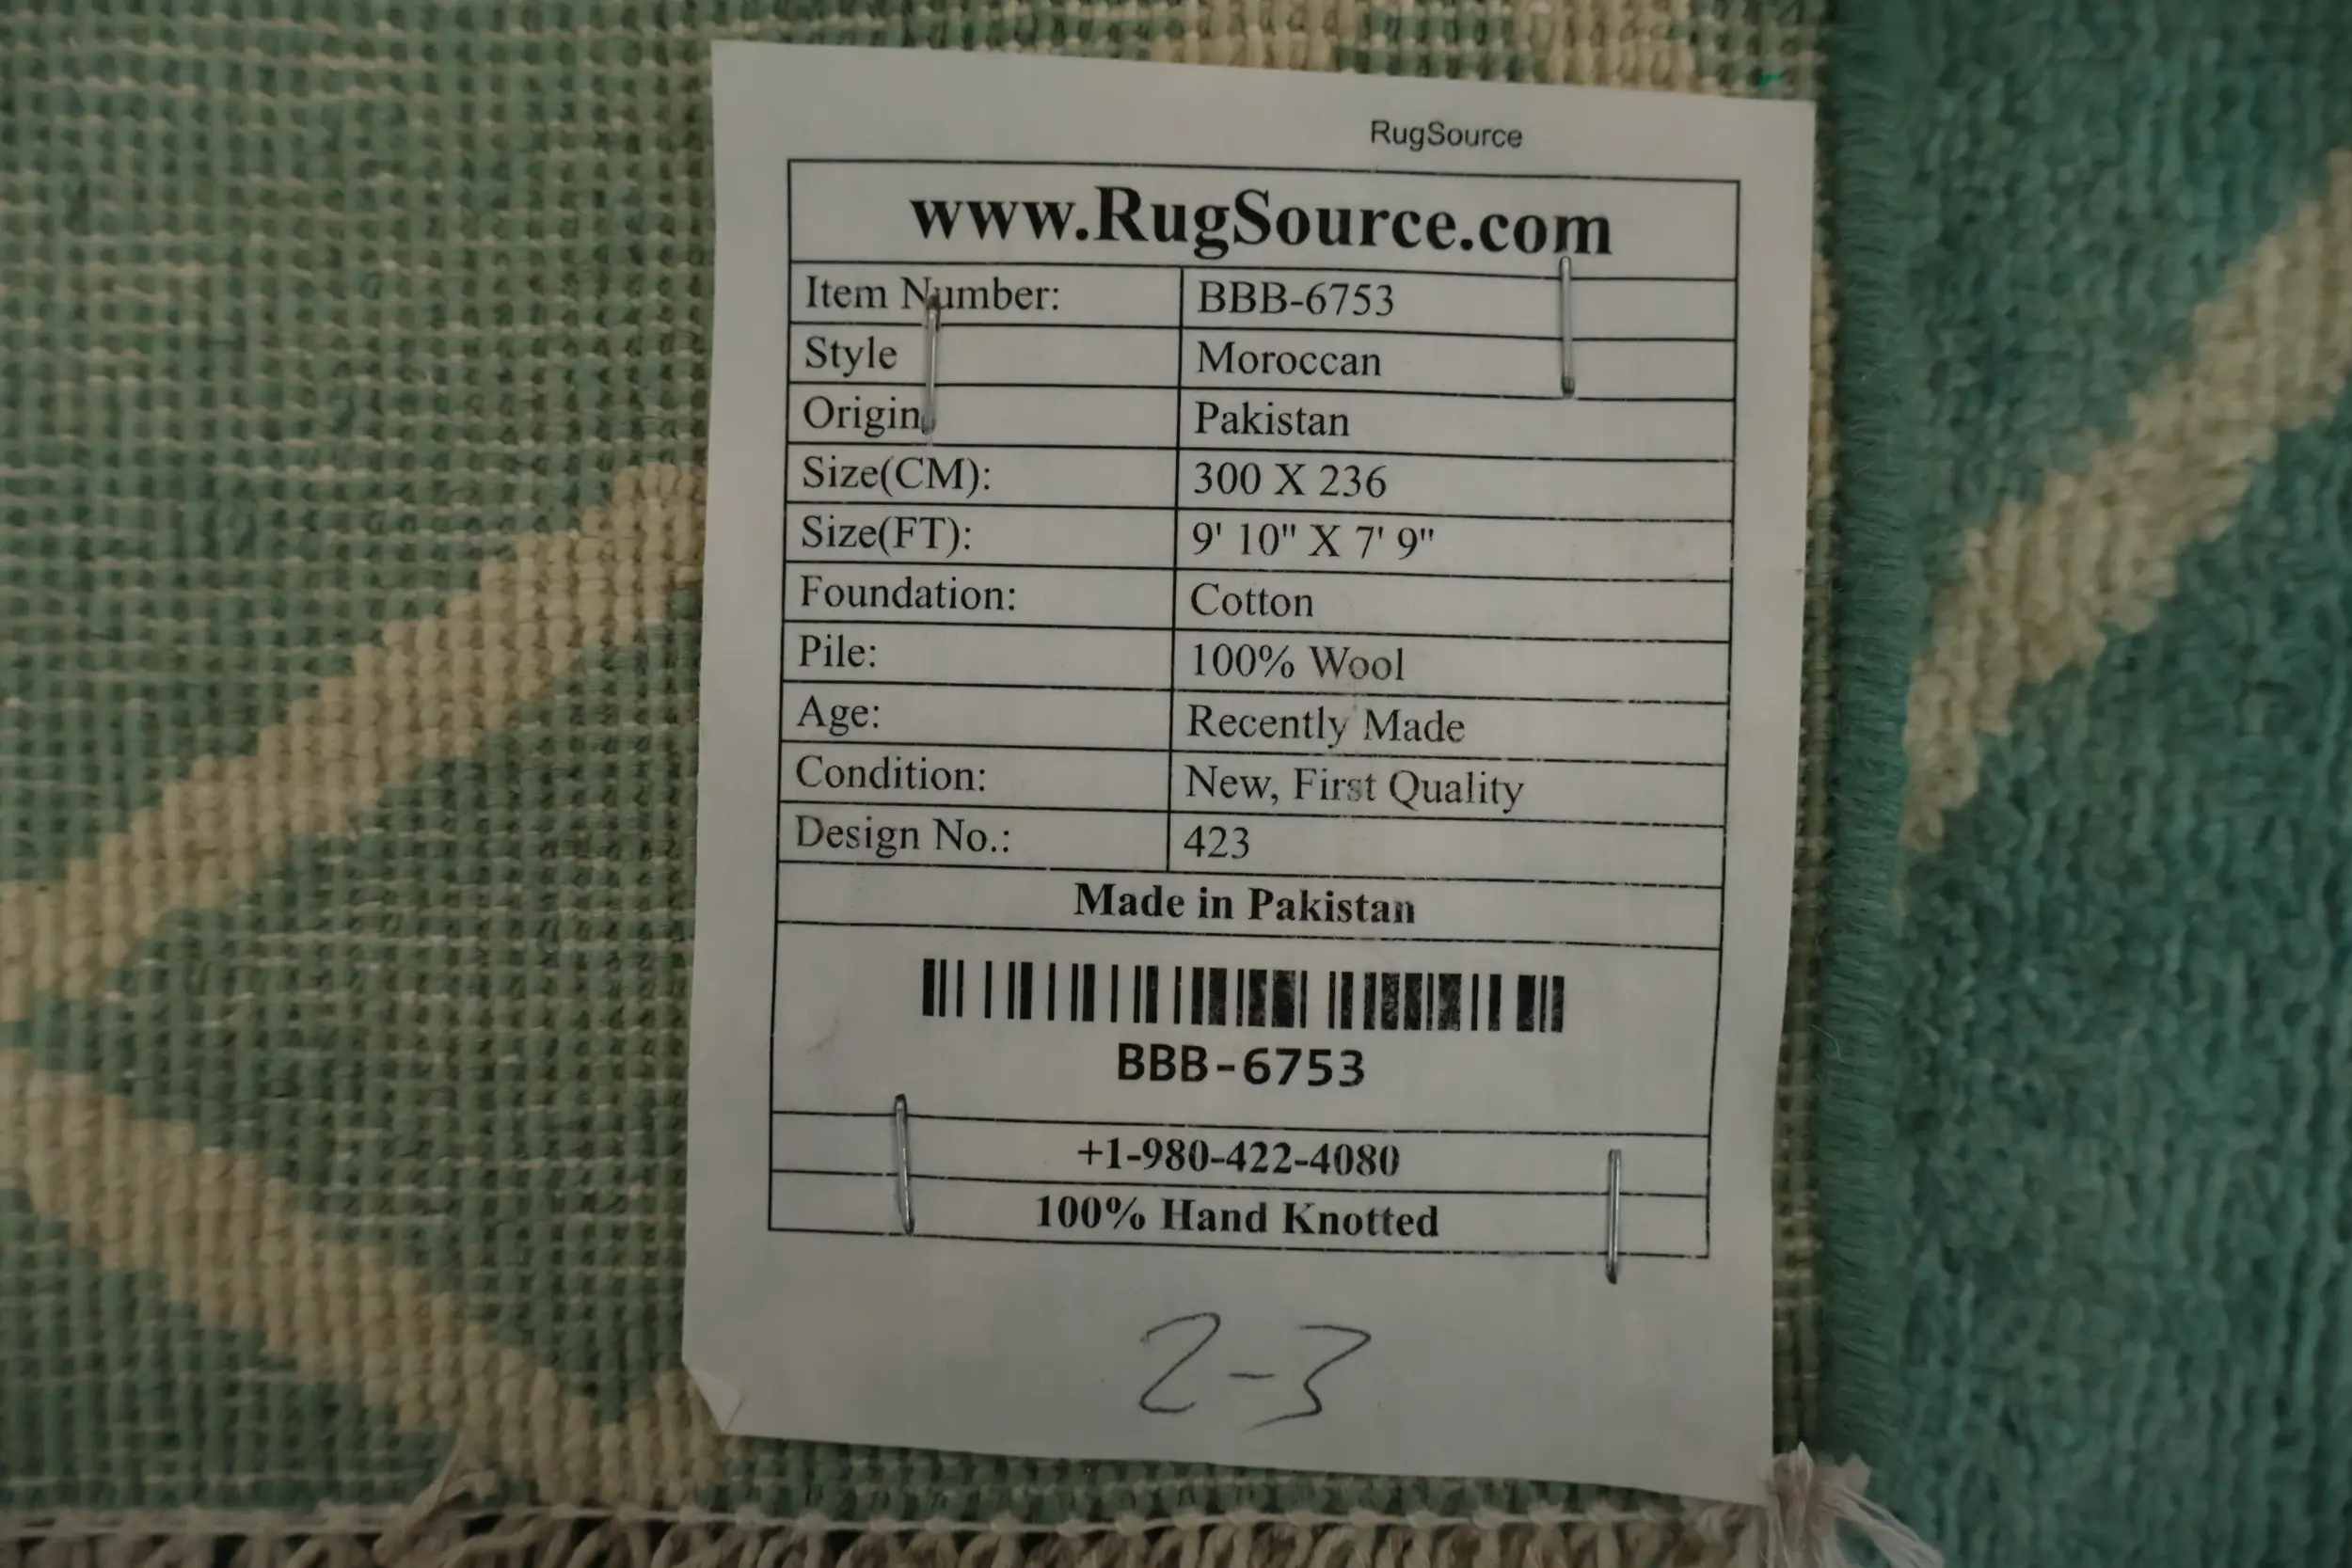 RugSource
www.RugSource.com
Item Number: BBB-6753
Style Moroccan
Origin Pakistan
Size(CM): 300 X 236
Size(FT): 9' 10" X 7' 9"
Foundation: Cotton
Pile: 100% Wool
Age: Recently Made
Condition: New, First Quality
Design No.: 423
Made in Pakistan
BBB-6753
+1-980-422-4080
100% Hand Knotted
2-3